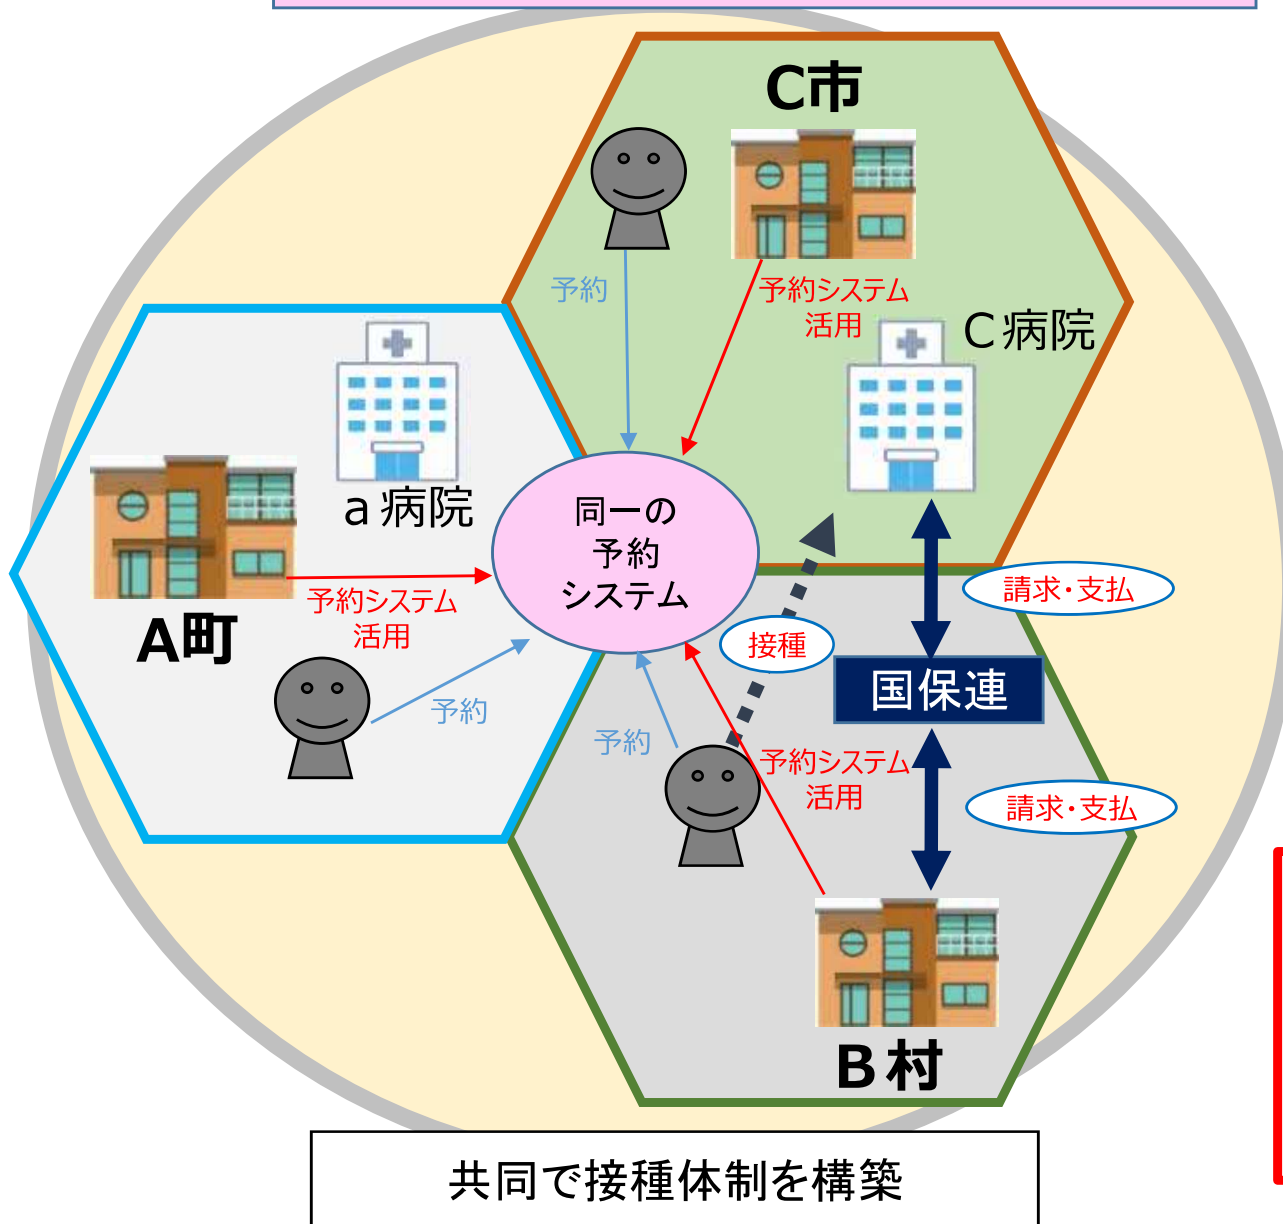 C市
予約
予約システム
活用
C病院
a病院
同一の
予約
システム
A町
予約システム
活用
予約
接種
請求・支払
国保連
予約
予約システム
活用
請求・支払
B村
共同で接種体制を構築